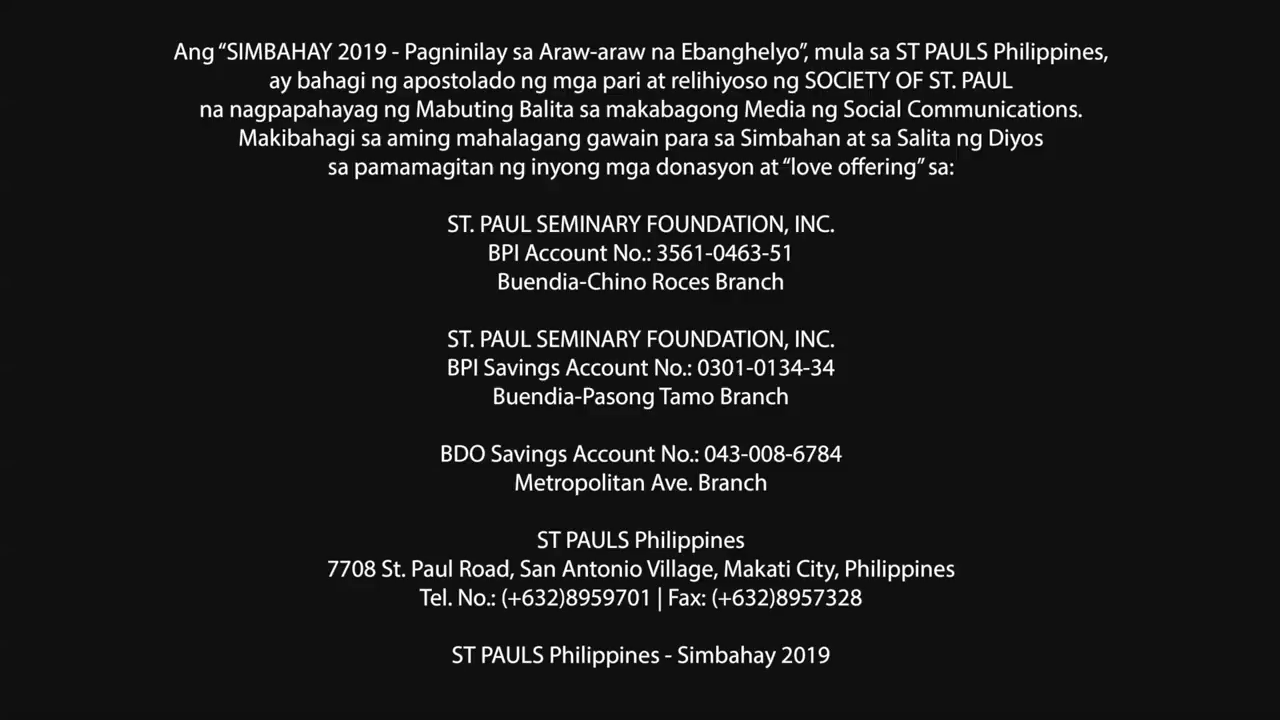 Ang “SIMBAHAY 2019 - Pagninilay sa Araw-araw na Ebanghelyo”, mula sa ST PAULS Philippines,
ay bahagi ng apostolado ng mga pari at relihiyoso ng SOCIETY OF ST. PAUL
na nagpapahayag ng Mabuting Balita sa makabagong Media ng Social Communications.
Makibahagi sa aming mahalagang gawain para sa Simbahan at sa Salita ng Diyos
sa pamamagitan ng inyong mga donasyon at “love offering” sa:
ST. PAUL SEMINARY FOUNDATION, INC.
BPI Account No.: 3561-0463-51
Buendia-Chino Roces Branch
ST. PAUL SEMINARY FOUNDATION, INC.
BPI Savings Account No.: 0301-0134-34
Buendia-Pasong Tamo Branch
BDO Savings Account No.: 043-008-6784
Metropolitan Ave. Branch
ST PAULS Philippines
7708 St. Paul Road, San Antonio Village, Makati City, Philippines
Tel. No.: (+632)8959701 | Fax: (+632)8957328
ST PAULS Philippines - Simbahay 2019